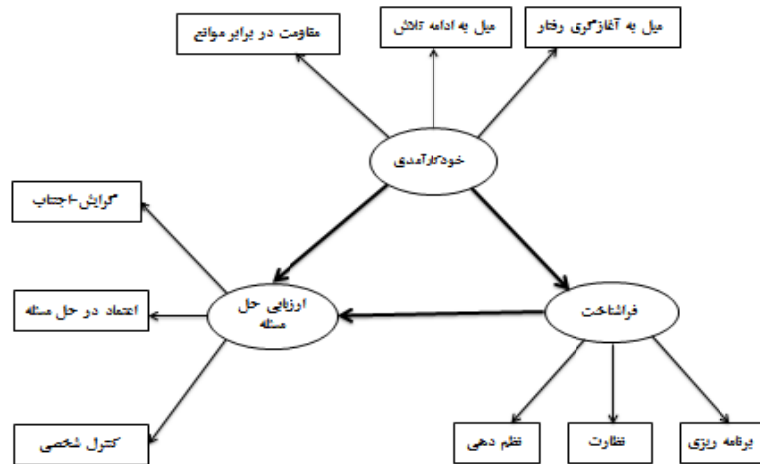 میل به آغازگری رفتار
میل به ادامه تلاش
مقاومت در برابر موانع
خودکارآمدی
گرایش-اجتناب
اعتماد در حل مسئله
کنترل شخصی
ارزیابی حل
مسئله
فراشناخت
برنامه ریزی
نظارت
نظم دهی